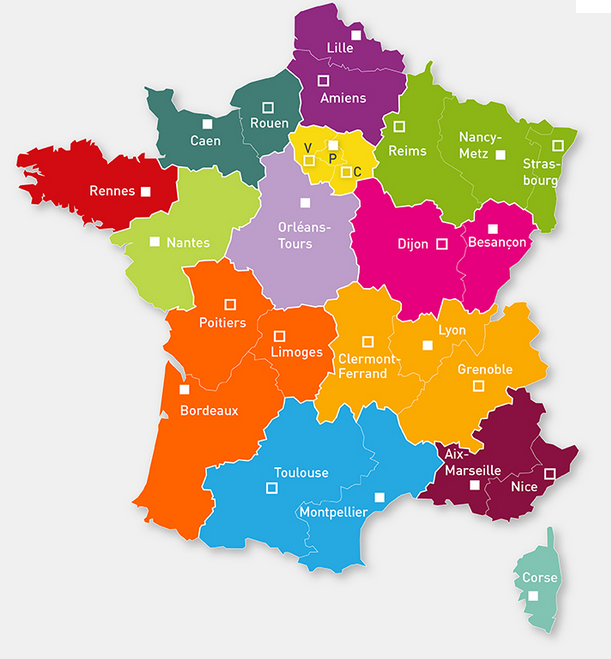 Lille
Amiens
Rouen
Caen
V
P
C
Reims
Nancy-
Metz
Stras-
bourg
Rennes
Nantes
Orléans-
Tours
Dijon
Besançon
Poitiers
Limoges
Clermont-
Ferrand
Lyon
Grenoble
Bordeaux
Toulouse
Montpellier
Aix-
Marseille
Nice
Corse